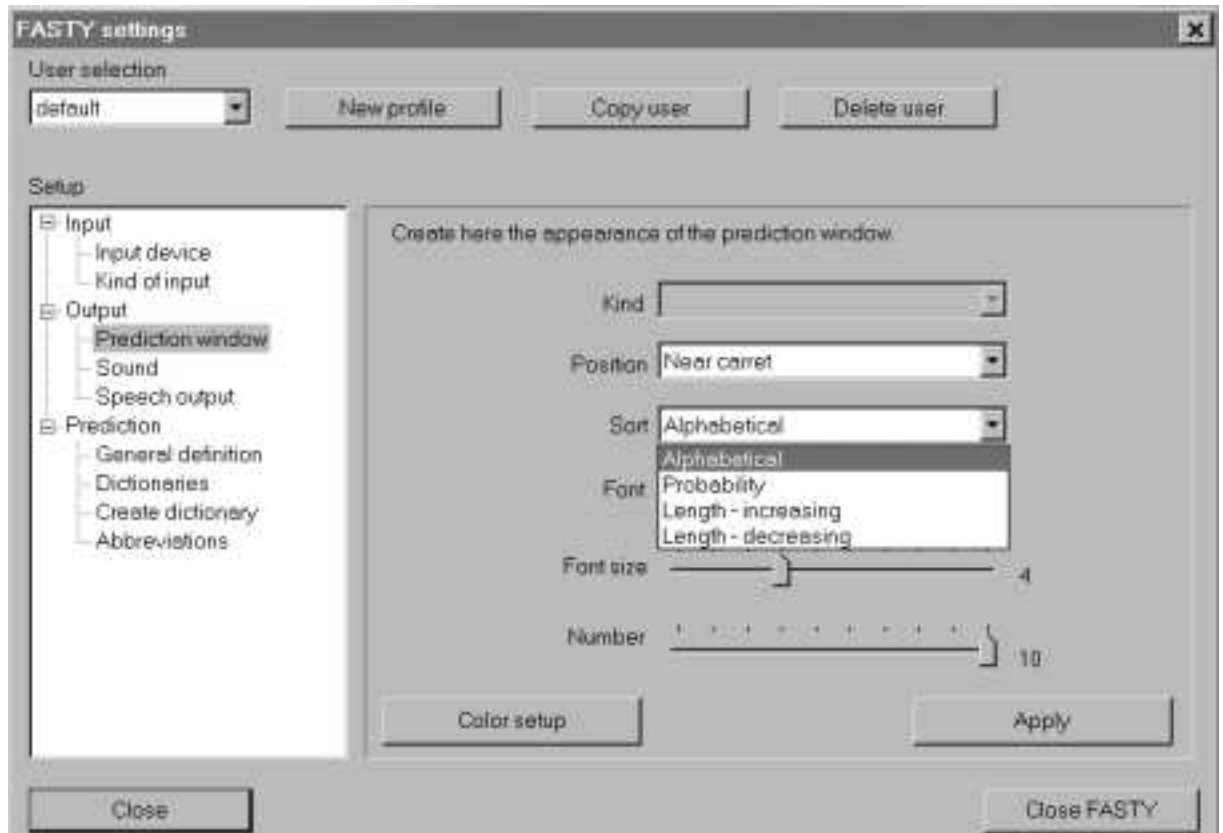 FASTY settings
User selection
default
New profile
Copy user
Delete user
Setup
Input
Input device
Kind of input
Output
Prediction window
Sound
Speech output
Prediction
General definition
Dictionaries
Create dictionary
Abbreviations
Create here the appearance of the prediction window.
Kind
Position Near carret
Sort Alphabetical
Alphabetical
Font Probability
Length - increasing
Length - decreasing
Font size 4
Number 10
Color setup
Apply
Close
Close FASTY